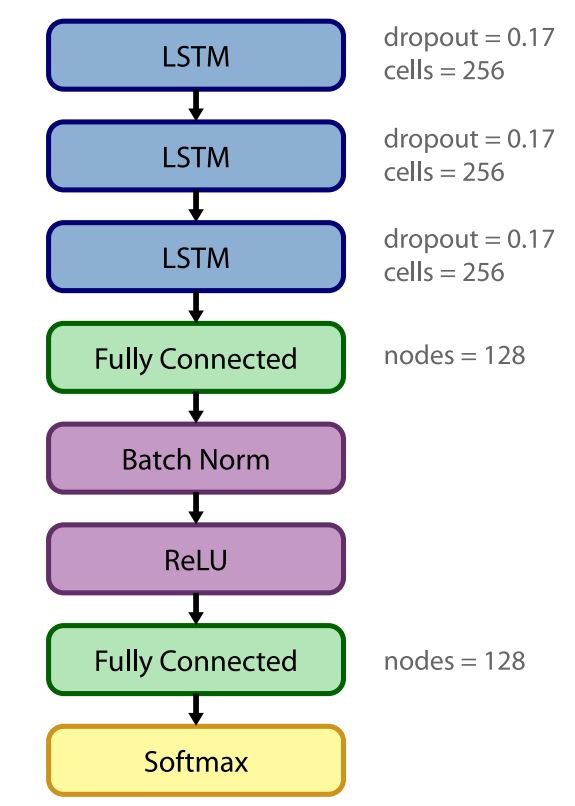 LSTM
dropout = 0.17
cells = 256
LSTM
dropout = 0.17
cells = 256
LSTM
dropout = 0.17
cells = 256
Fully Connected
nodes = 128
Batch Norm
ReLU
Fully Connected
nodes = 128
Softmax